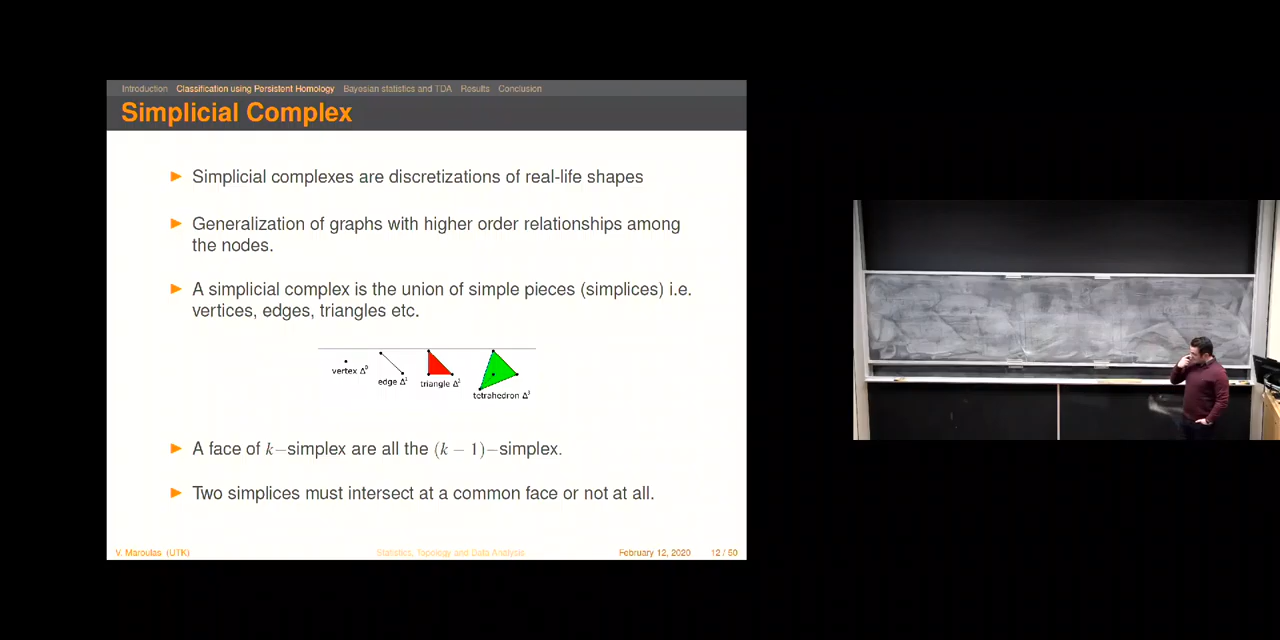 Introduction Classification using Persistent Homology Bayesian statistics and TDA Results Conclusion
Simplicial Complex
Simplicial complexes are discretizations of real-life shapes
Generalization of graphs with higher order relationships among
the nodes.
A simplicial complex is the union of simple pieces (simplices) i.e.
vertices, edges, triangles etc.
vertex Δ⁰
edge Δ¹
triangle Δ²
tetrahedron Δ³
A face of k−simplex are all the (k − 1)−simplex.
Two simplices must intersect at a common face or not at all.
V. Maroulas (UTK) Statistics, Topology and Data Analysis February 12, 2020 12 / 50